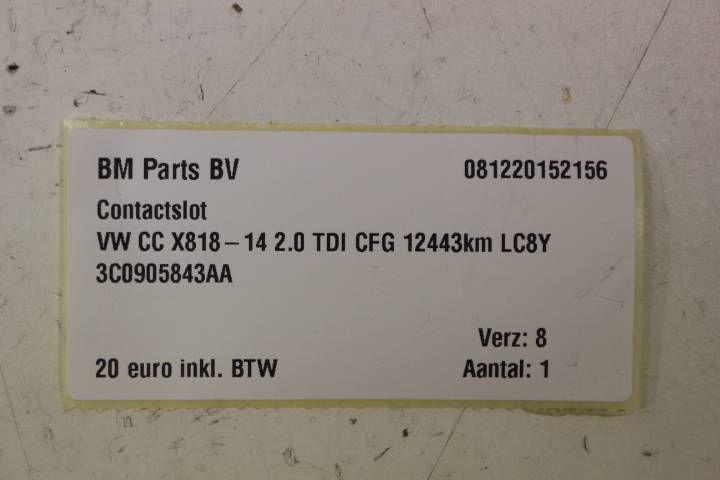 BM Parts BV 081220152156
Contactslot
VW CC X818 – 14 2.0 TDI CFG 12443km LC8Y
3C0905843AA
Verz: 8
20 euro inkl. BTW Aantal: 1